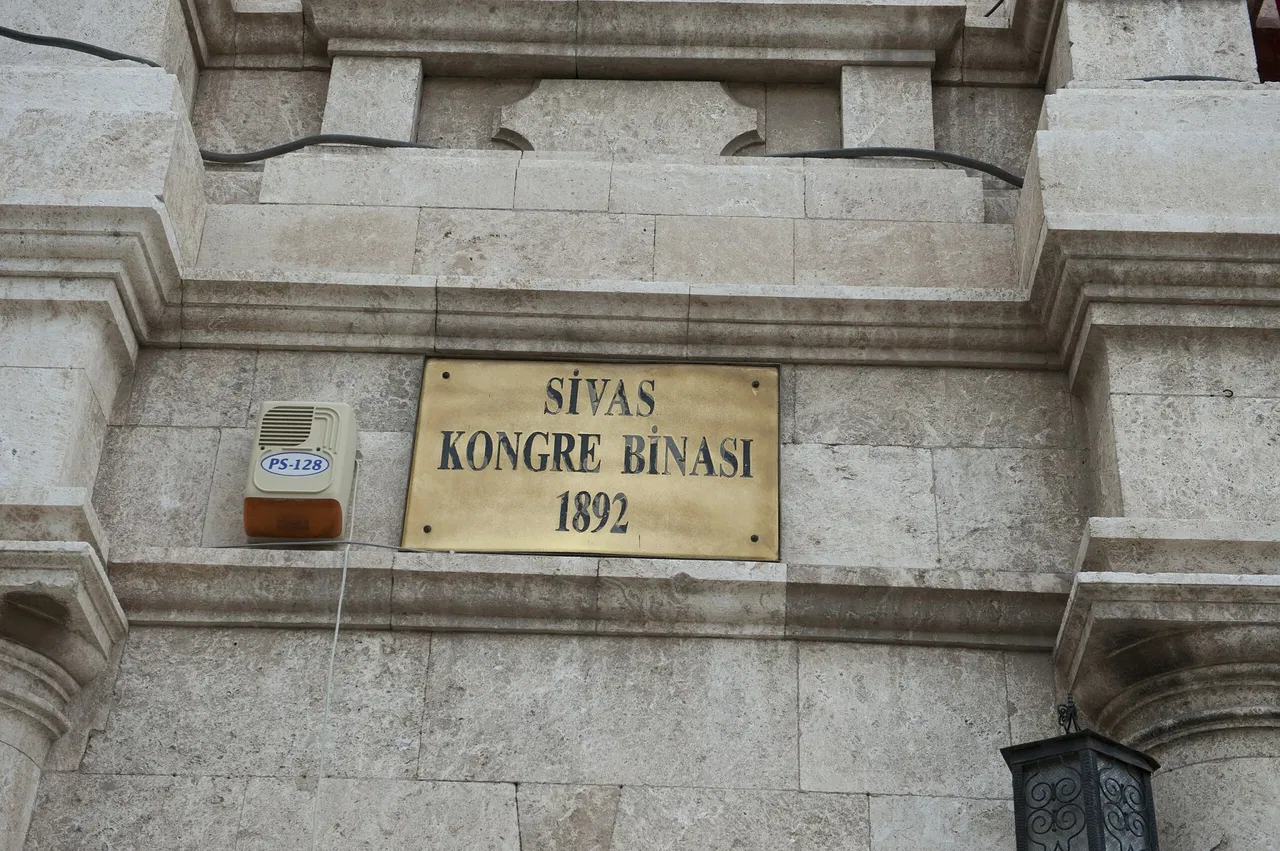 SİVAS
KONGRE BİNASI
1892
PS-128